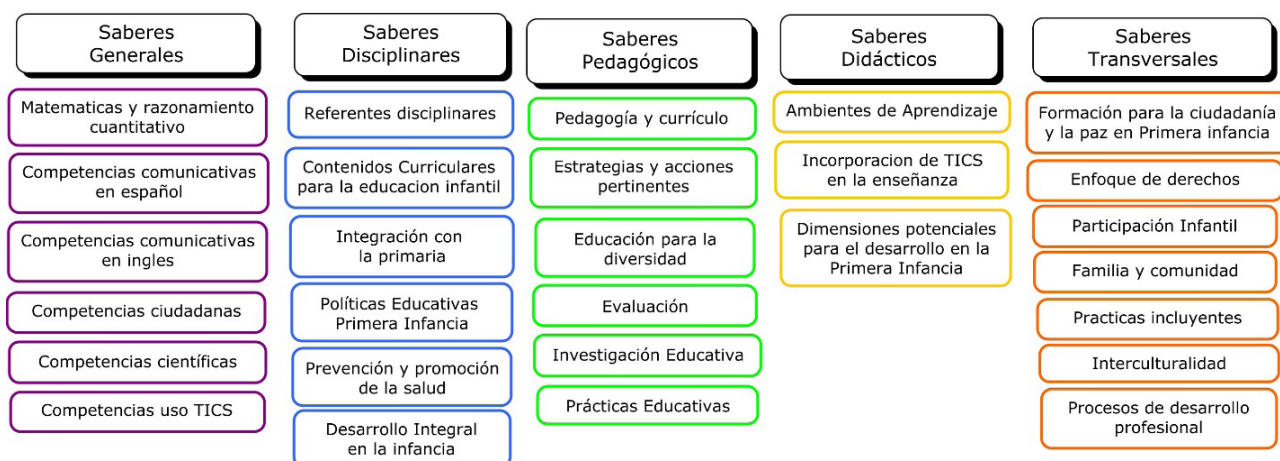 Saberes
Generales
Matematicas y razonamiento
cuantitativo
Competencias comunicativas
en español
Competencias comunicativas
en ingles
Competencias ciudadanas
Competencias científicas
Competencias uso TICS
Saberes
Disciplinares
Referentes disciplinares
Contenidos Curriculares
para la educacion infantil
Integración con
la primaria
Políticas Educativas
Primera Infancia
Prevención y promoción
de la salud
Desarrollo Integral
en la infancia
Saberes
Pedagógicos
Pedagogía y currículo
Estrategias y acciones
pertinentes
Educación para la
diversidad
Evaluación
Investigación Educativa
Prácticas Educativas
Saberes
Didácticos
Ambientes de Aprendizaje
Incorporacion de TICS
en la enseñanza
Dimensiones potenciales
para el desarrollo en la
Primera Infancia
Saberes
Transversales
Formación para la ciudadanía
y la paz en Primera infancia
Enfoque de derechos
Participación Infantil
Familia y comunidad
Practicas incluyentes
Interculturalidad
Procesos de desarrollo
profesional